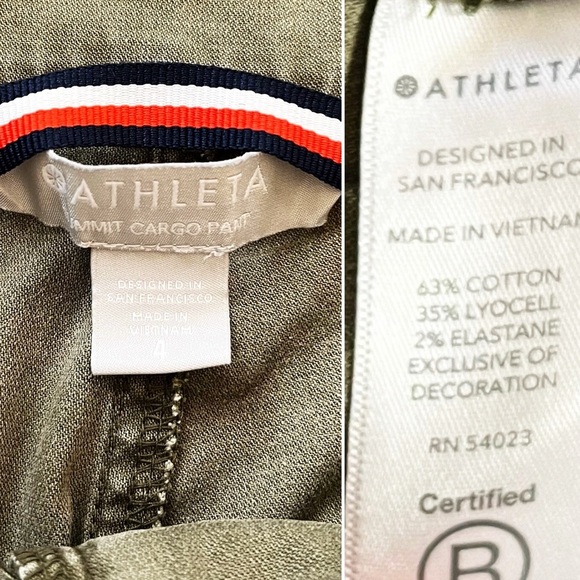 ATHLETA
MMIT CARGO PANT
DESIGNED IN
SAN FRANCISCO
MADE IN
VIETNAM
4
ATHLETA
DESIGNED IN
SAN FRANCISCO
MADE IN VIETNAM
63% COTTON
35% LYOCELL
2% ELASTANE
EXCLUSIVE OF
DECORATION
RN 54023
Certified
B